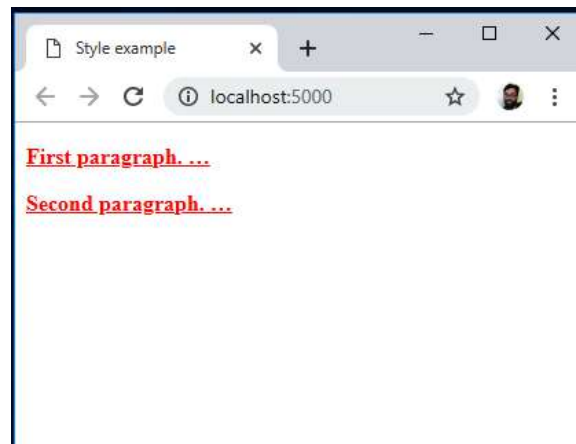 Style example
localhost:5000
First paragraph. …
Second paragraph. …